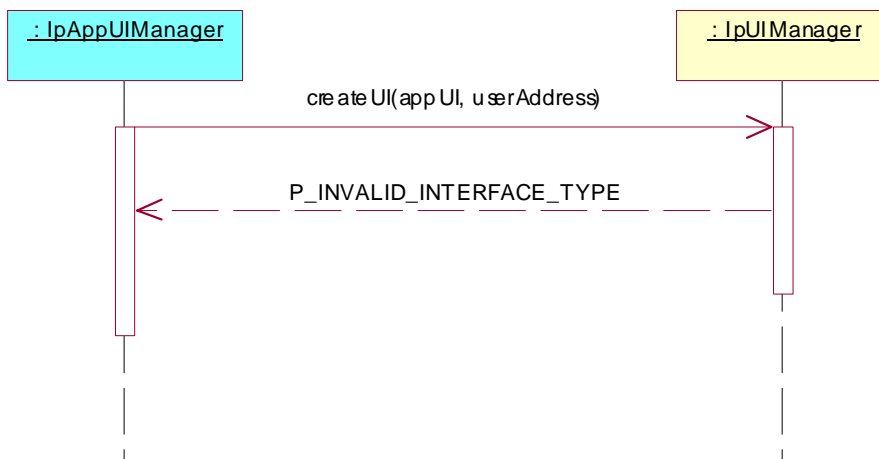 : IpAppUIManager
: IpUIManager
createUI(appUI, userAddress)
P_INVALID_INTERFACE_TYPE